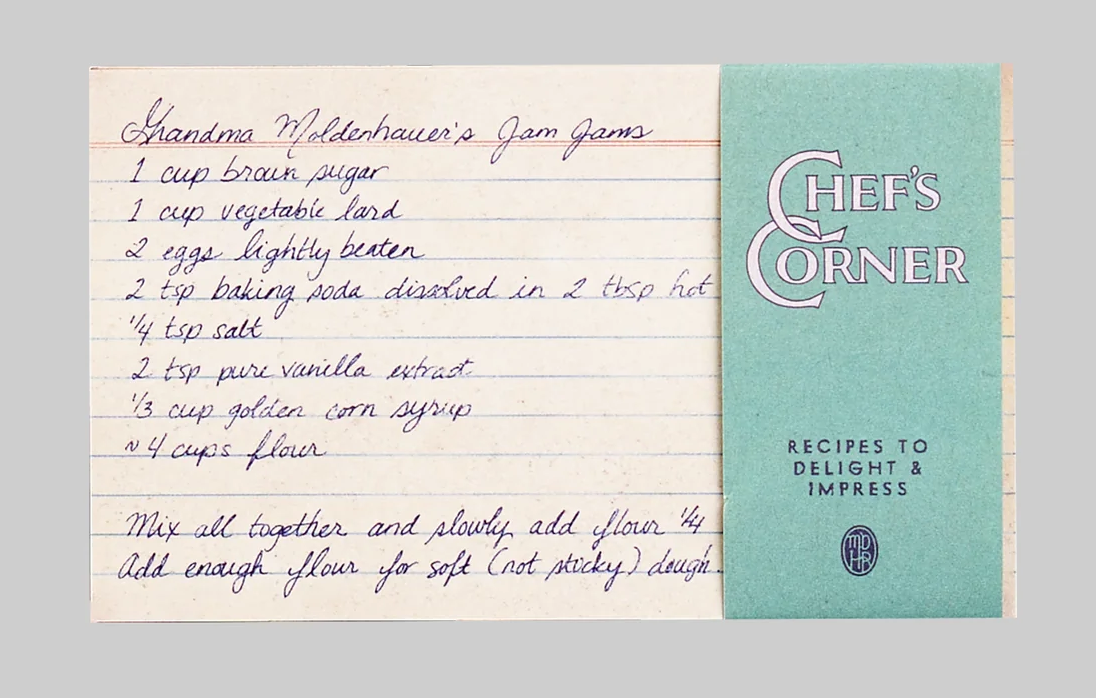 Grandma Moldenhauer's Jam Jams
1 cup brown sugar
1 cup vegetable lard
2 eggs lightly beaten
2 tsp baking soda dissolved in 2 tbsp hot
1/4 tsp salt
2 tsp pure vanilla extract
1/3 cup golden corn syrup
~ 4 cups flour
Mix all together and slowly add flour 1/4
Add enough flour for soft (not sticky) dough.
CHEF'S
CORNER
RECIPES TO
DELIGHT &
IMPRESS